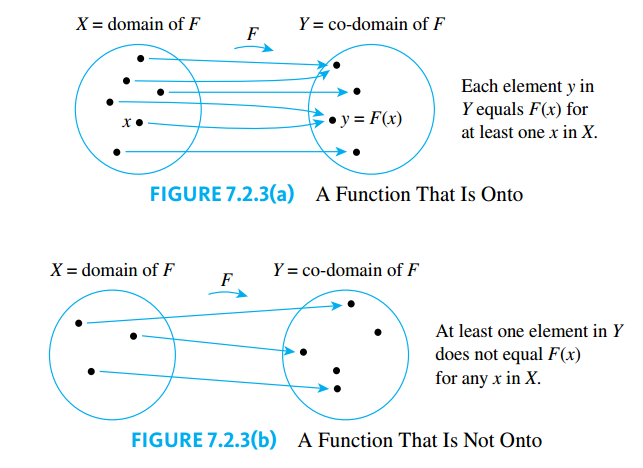 X = domain of F
F
Y = co-domain of F
Each element y in
Y equals F(x) for
at least one x in X.
x
y = F(x)
FIGURE 7.2.3(a) A Function That Is Onto
X = domain of F
F
Y = co-domain of F
At least one element in Y
does not equal F(x)
for any x in X.
FIGURE 7.2.3(b) A Function That Is Not Onto